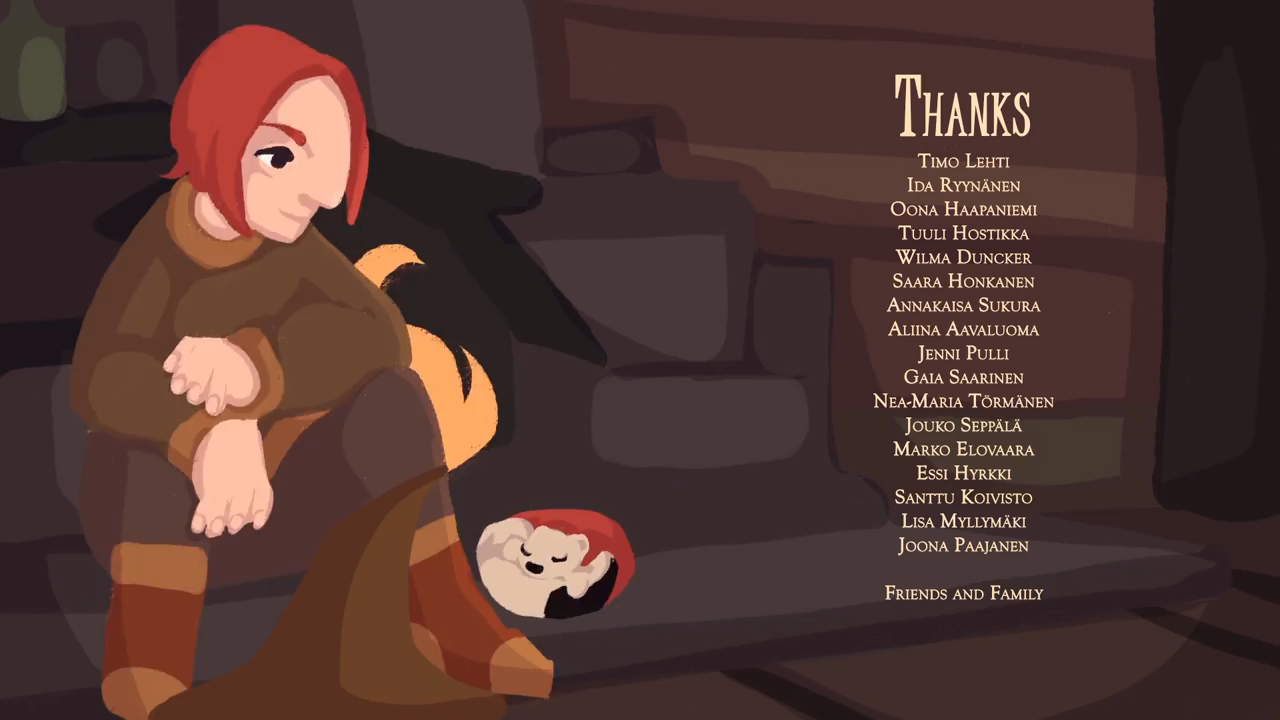 Thanks
Timo Lehti
Ida Ryynänen
Oona Haapaniemi
Tuuli Hostikka
Wilma Duncker
Saara Honkanen
Annakaisa Sukura
Aliina Aavaluoma
Jenni Pulli
Gaia Saarinen
Nea-Maria Törmänen
Jouko Seppälä
Marko Elovaara
Essi Hyrkki
Santtu Koivisto
Lisa Myllymäki
Joona Paajanen
Friends and Family